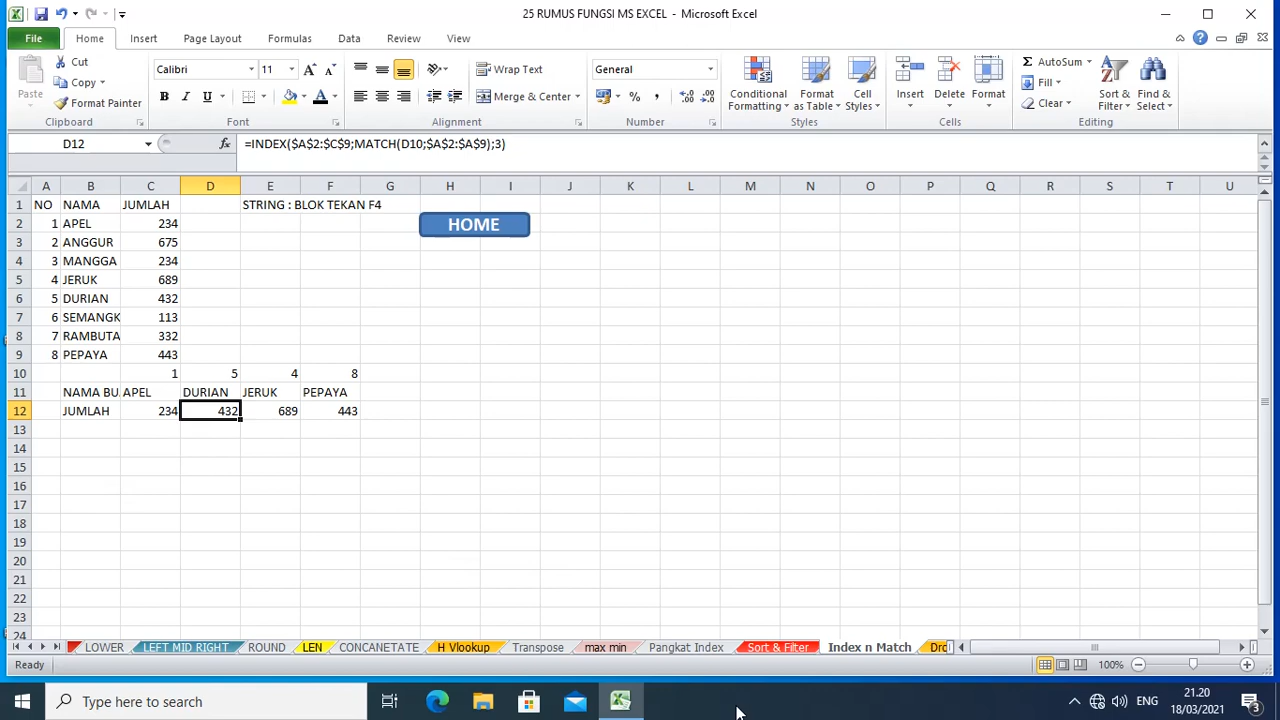 25 RUMUS FUNGSI MS EXCEL - Microsoft Excel
File Home Insert Page Layout Formulas Data Review View
Paste
Cut
Copy
Format Painter
Clipboard
Calibri 11
B I U
Font
Wrap Text
Merge & Center
Alignment
General
% ,
Number
Conditional Formatting
Format as Table
Cell Styles
Styles
Insert Delete Format
Cells
Σ AutoSum
Fill
Clear
Sort & Filter
Find & Select
Editing
D12 fx =INDEX($A$2:$C$9;MATCH(D10;$A$2:$A$9);3)
A B C D E F G H I J K L M N O P Q R S T U
1 NO NAMA JUMLAH STRING : BLOK TEKAN F4
2 1 APEL 234 HOME
3 2 ANGGUR 675
4 3 MANGGA 234
5 4 JERUK 689
6 5 DURIAN 432
7 6 SEMANGK 113
8 7 RAMBUTA 332
9 8 PEPAYA 443
10 1 5 4 8
11 NAMA BU APEL DURIAN JERUK PEPAYA
12 JUMLAH 234 432 689 443
13
14
15
16
17
18
19
20
21
22
23
24
LOWER LEFT MID RIGHT ROUND LEN CONCANETATE H Vlookup Transpose max min Pangkat Index Sort & Filter Index n Match Dro
Ready 100%
Type here to search ENG 21.20
18/03/2021 3